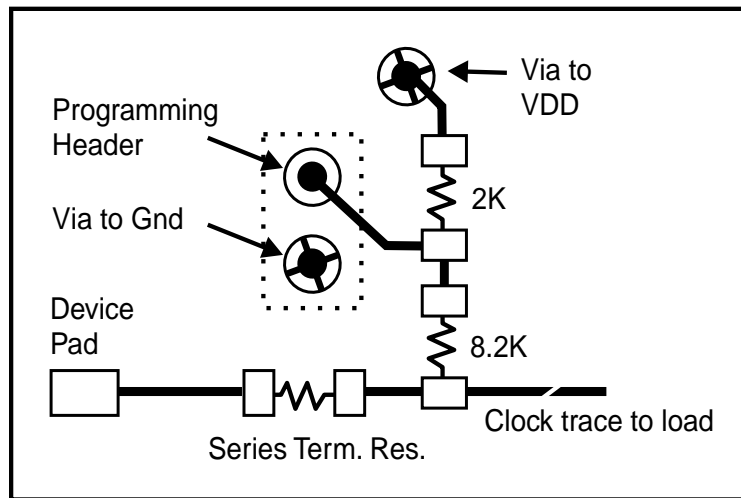 Via to
VDD
Programming
Header
2K
Via to Gnd
Device
Pad
8.2K
Clock trace to load
Series Term. Res.